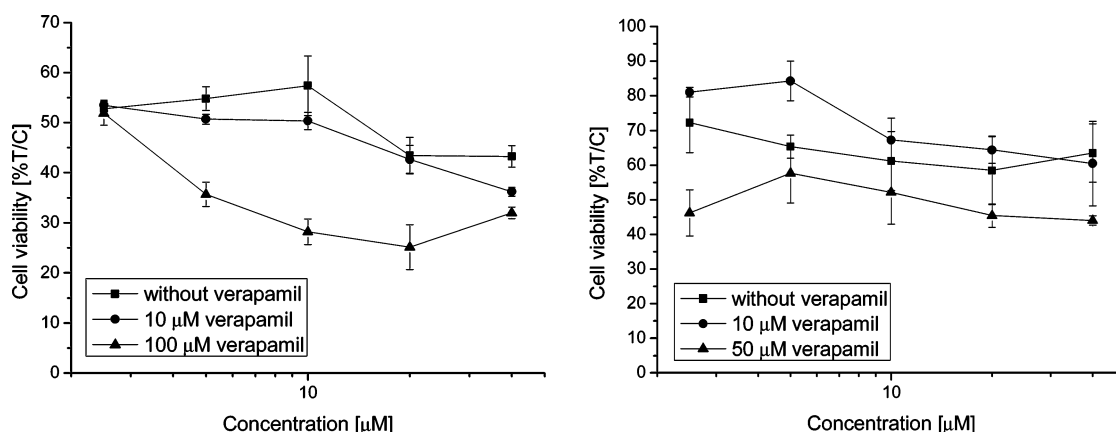 70
60
50
40
30
20
10
0
Cell viability [%T/C]
without verapamil
10 μM verapamil
100 μM verapamil
10
Concentration [μM]
100
90
80
70
60
50
40
30
20
10
0
Cell viability [%T/C]
without verapamil
10 μM verapamil
50 μM verapamil
10
Concentration [μM]